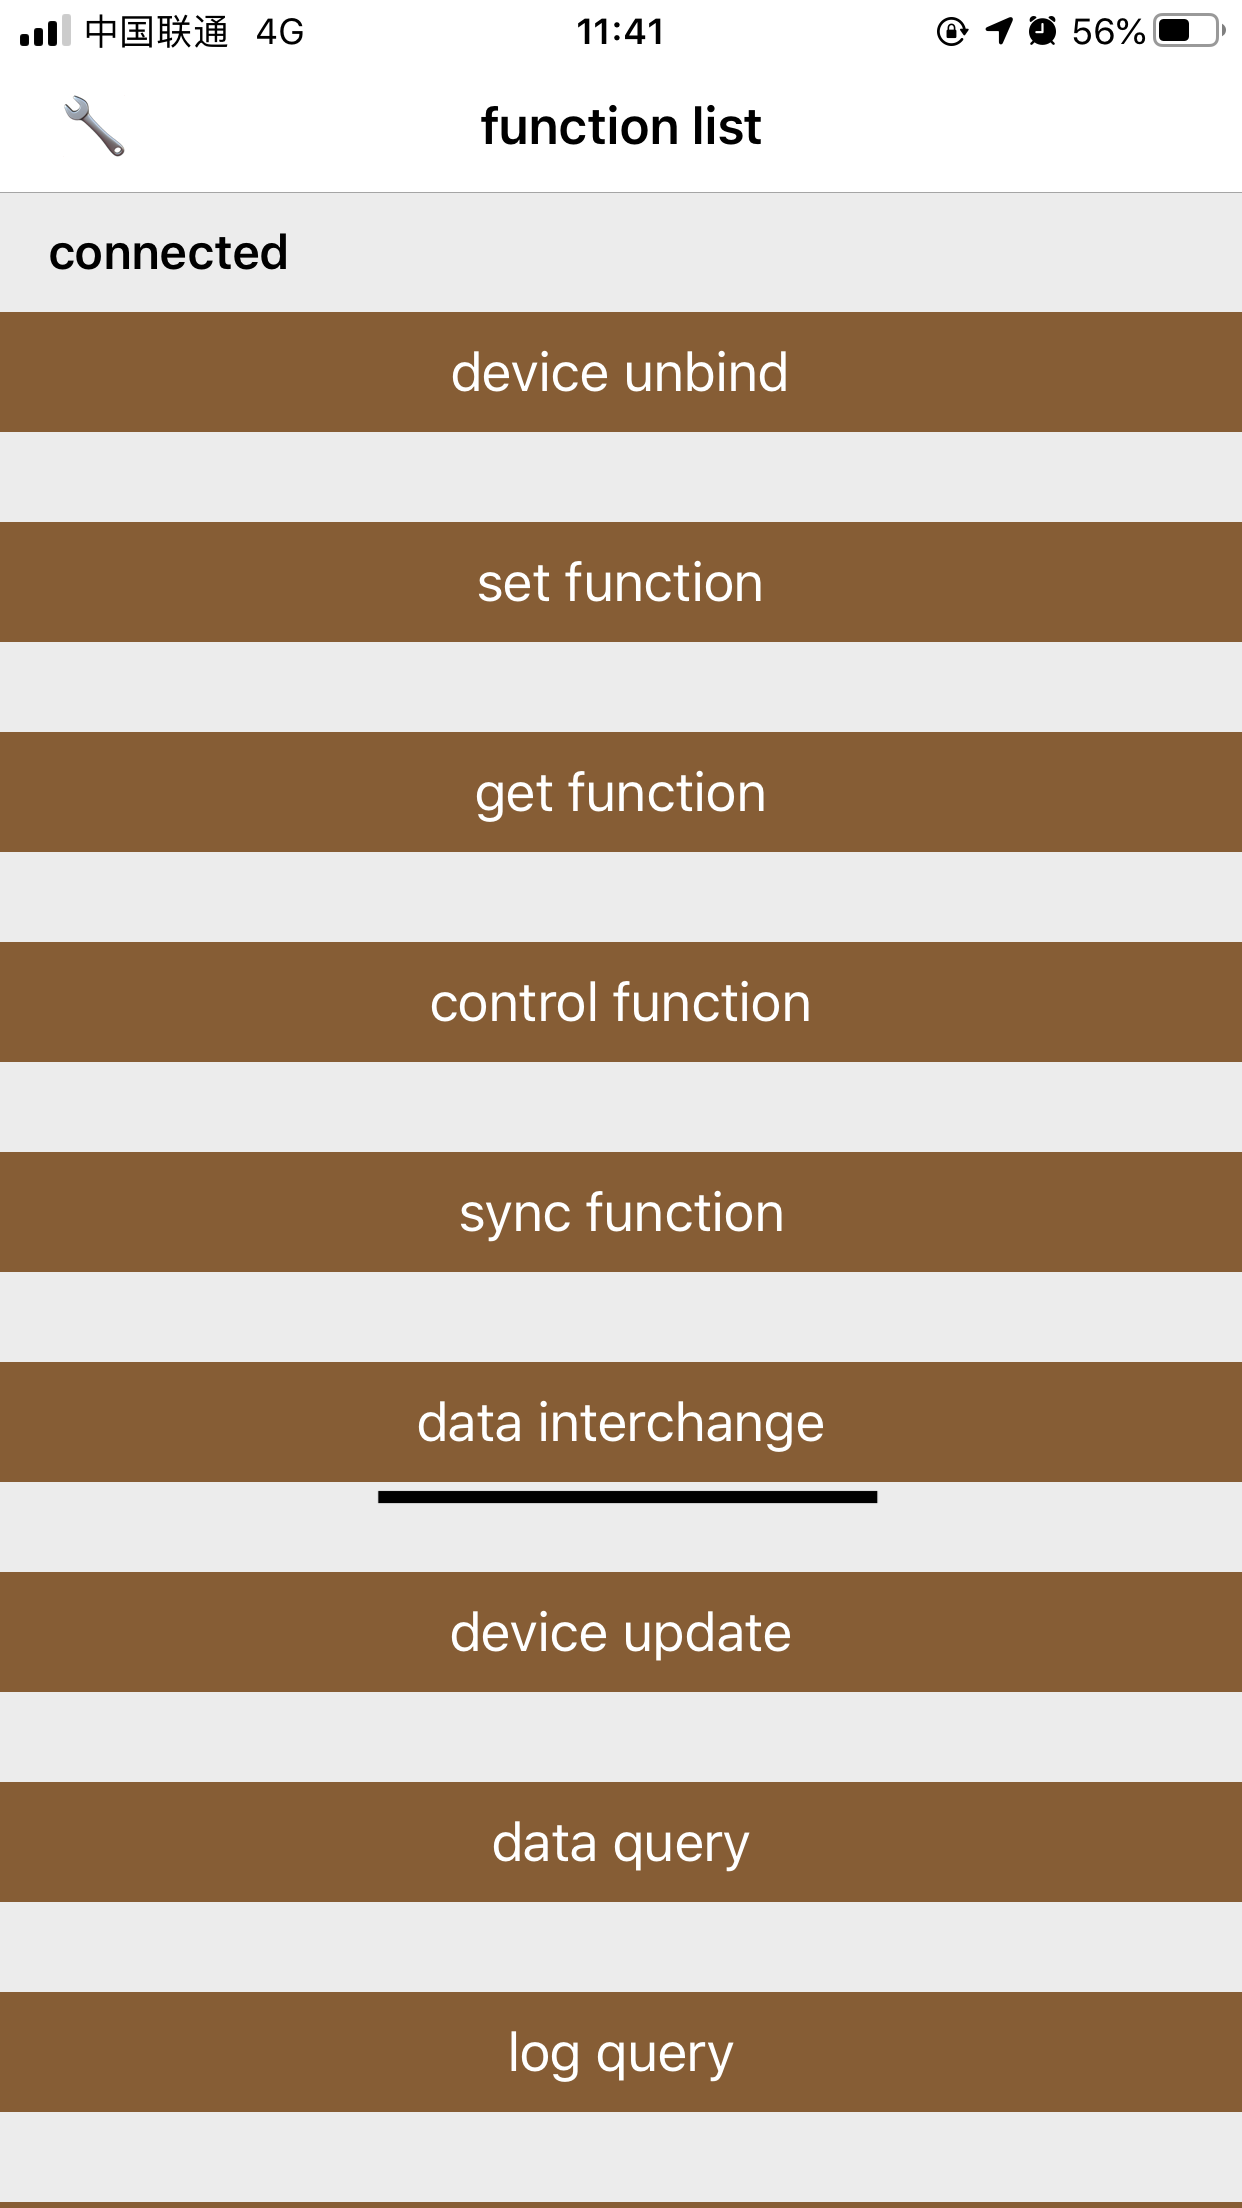 中国联通 4G 11:41 56%
function list
connected
device unbind
set function
get function
control function
sync function
data interchange
device update
data query
log query